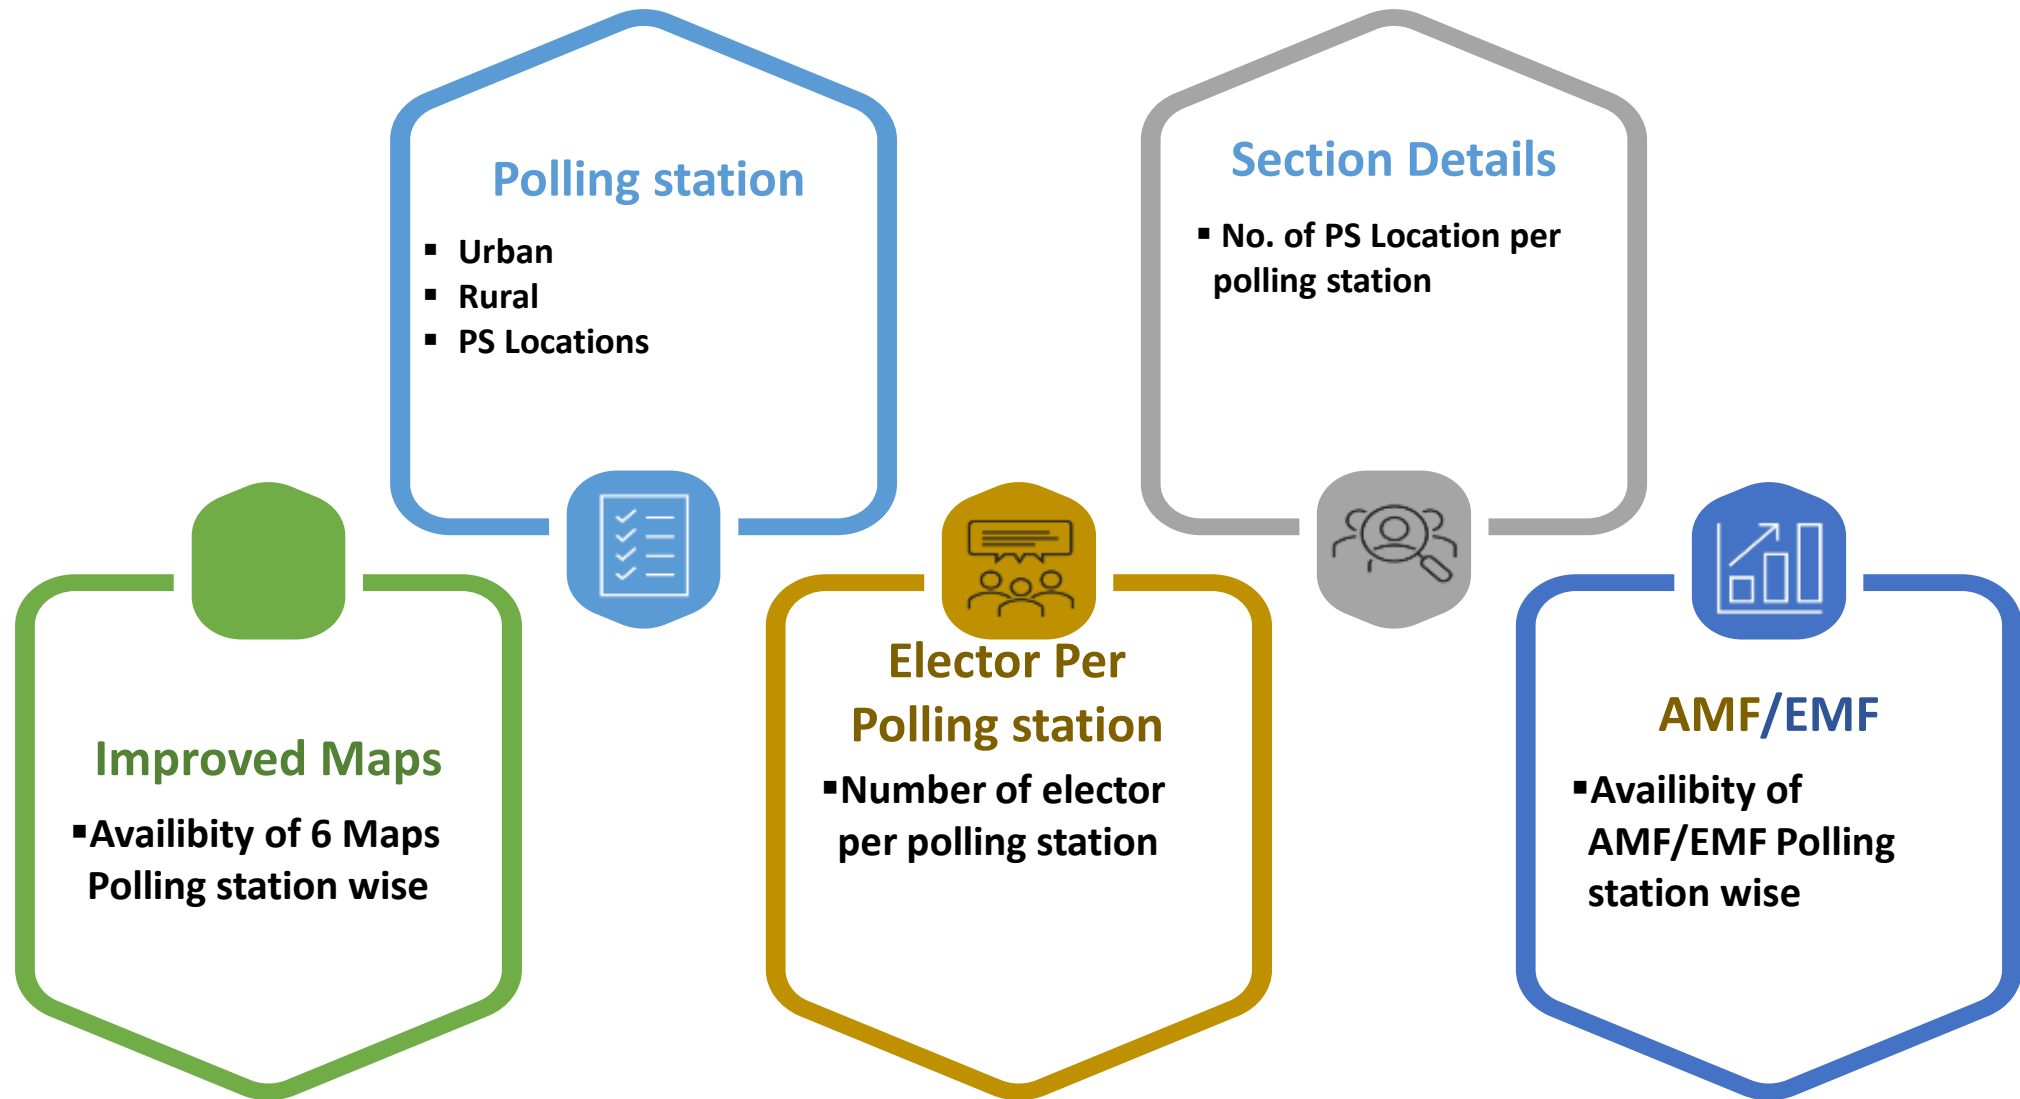 Polling station
▪ Urban
▪ Rural
▪ PS Locations
Section Details
▪ No. of PS Location per
polling station
Improved Maps
▪Availibity of 6 Maps
Polling station wise
Elector Per
Polling station
▪Number of elector
per polling station
AMF/EMF
▪Availibity of
AMF/EMF Polling
station wise